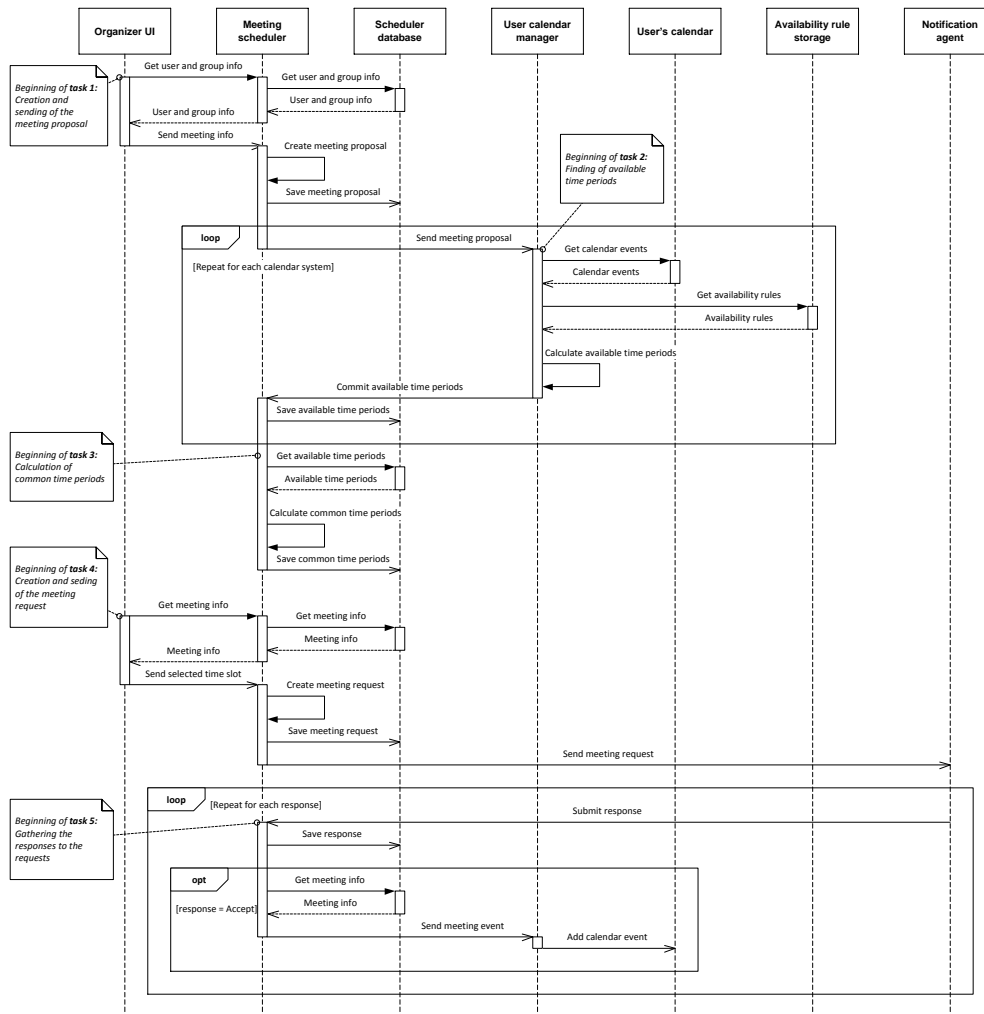 Organizer UI
Meeting
scheduler
Scheduler
database
User calendar
manager
User's calendar
Availability rule
storage
Notification
agent
Beginning of task 1:
Creation and
sending of the
meeting proposal
Get user and group info
Get user and group info
User and group info
User and group info
Send meeting info
Create meeting proposal
Save meeting proposal
Beginning of task 2:
Finding of available
time periods
loop
[Repeat for each calendar system]
Send meeting proposal
Get calendar events
Calendar events
Get availability rules
Availability rules
Calculate available time periods
Commit available time periods
Save available time periods
Beginning of task 3:
Calculation of
common time periods
Get available time periods
Available time periods
Calculate common time periods
Save common time periods
Beginning of task 4:
Creation and seding
of the meeting
request
Get meeting info
Get meeting info
Meeting info
Meeting info
Send selected time slot
Create meeting request
Save meeting request
Send meeting request
loop
[Repeat for each response]
Submit response
Beginning of task 5:
Gathering the
responses to the
requests
Save response
opt
[response = Accept]
Get meeting info
Meeting info
Send meeting event
Add calendar event